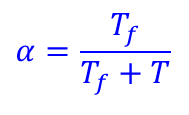 α = T_f / (T_f + T)